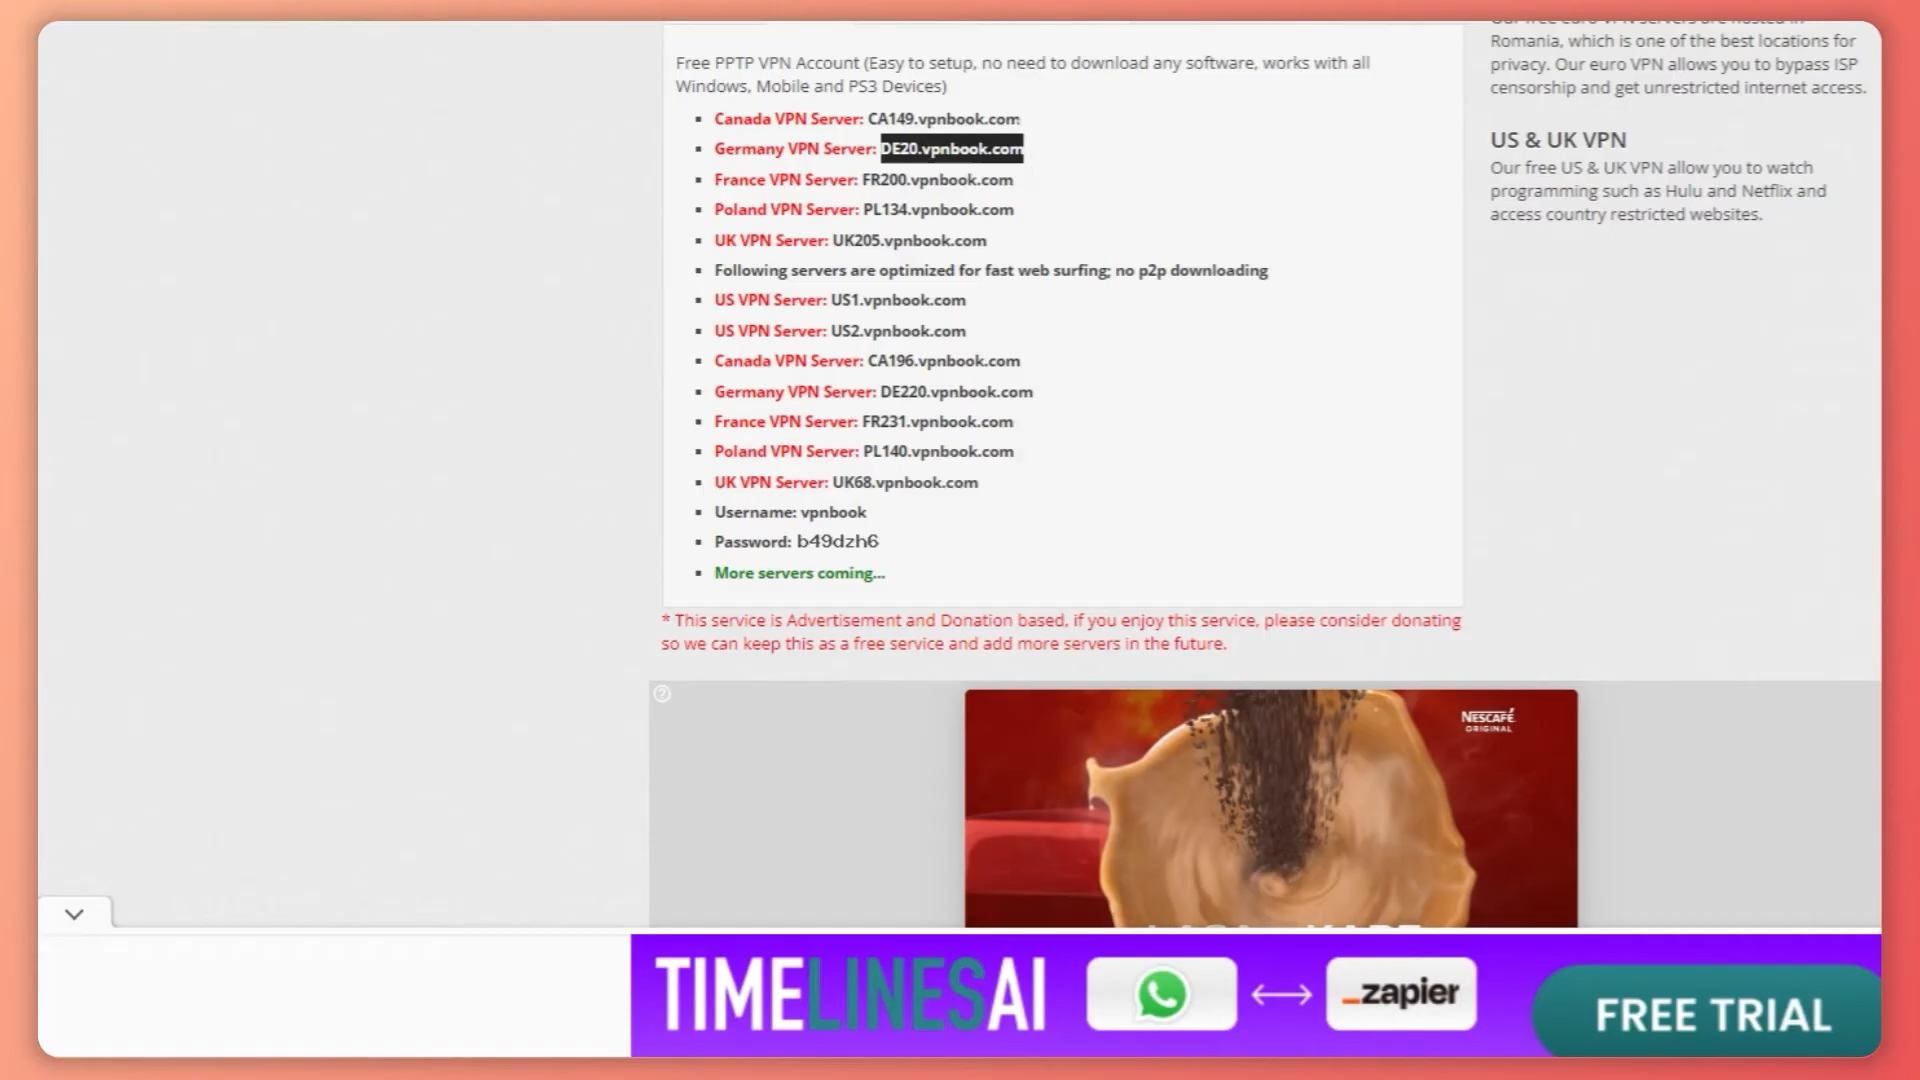 Romania, which is one of the best locations for
privacy. Our euro VPN allows you to bypass ISP
censorship and get unrestricted internet access.
US & UK VPN
Our free US & UK VPN allow you to watch
programming such as Hulu and Netflix and
access country restricted websites.
Free PPTP VPN Account (Easy to setup, no need to download any software, works with all
Windows, Mobile and PS3 Devices)
Canada VPN Server: CA149.vpnbook.com
Germany VPN Server: DE20.vpnbook.com
France VPN Server: FR200.vpnbook.com
Poland VPN Server: PL134.vpnbook.com
UK VPN Server: UK205.vpnbook.com
Following servers are optimized for fast web surfing; no p2p downloading
US VPN Server: US1.vpnbook.com
US VPN Server: US2.vpnbook.com
Canada VPN Server: CA196.vpnbook.com
Germany VPN Server: DE220.vpnbook.com
France VPN Server: FR231.vpnbook.com
Poland VPN Server: PL140.vpnbook.com
UK VPN Server: UK68.vpnbook.com
Username: vpnbook
Password: b49dzh6
More servers coming...
* This service is Advertisement and Donation based, if you enjoy this service, please consider donating
so we can keep this as a free service and add more servers in the future.
NESCAFÉ
ORIGINAL
TIMELINESAI
zapier
FREE TRIAL